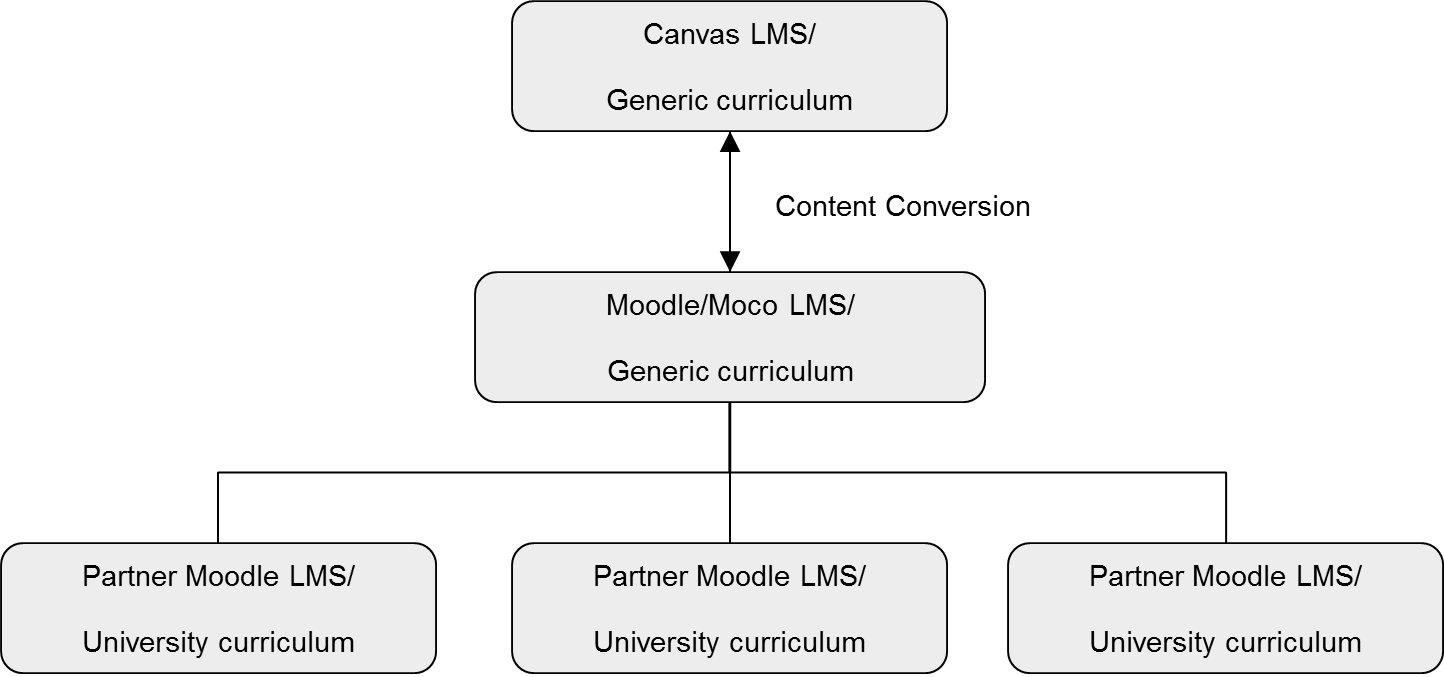 Canvas LMS/
Generic curriculum
Content Conversion
Moodle/Moco LMS/
Generic curriculum
Partner Moodle LMS/
University curriculum
Partner Moodle LMS/
University curriculum
Partner Moodle LMS/
University curriculum